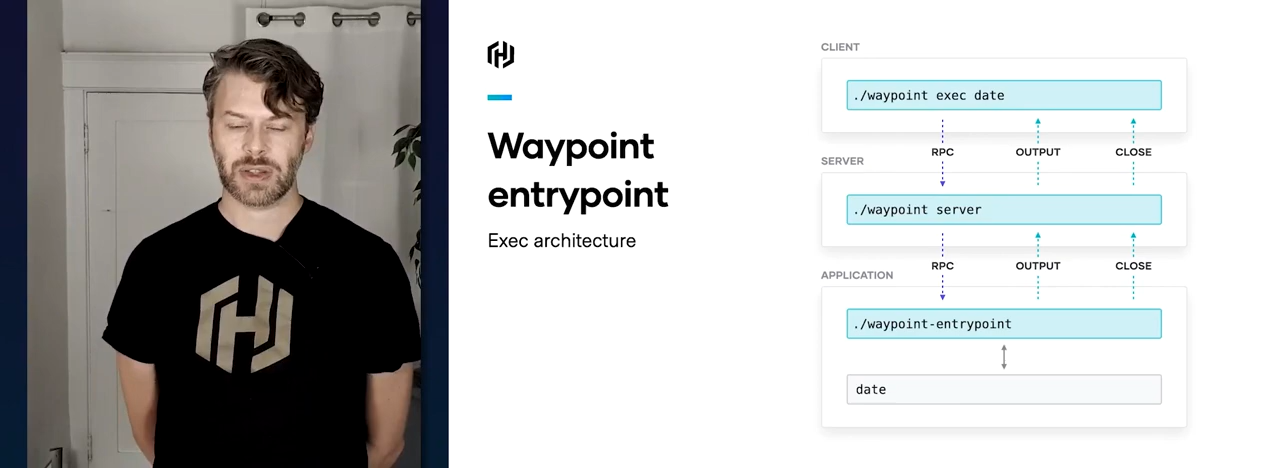 Waypoint
entrypoint
Exec architecture
CLIENT
./waypoint exec date
RPC
OUTPUT
CLOSE
SERVER
./waypoint server
RPC
OUTPUT
CLOSE
APPLICATION
./waypoint-entrypoint
date